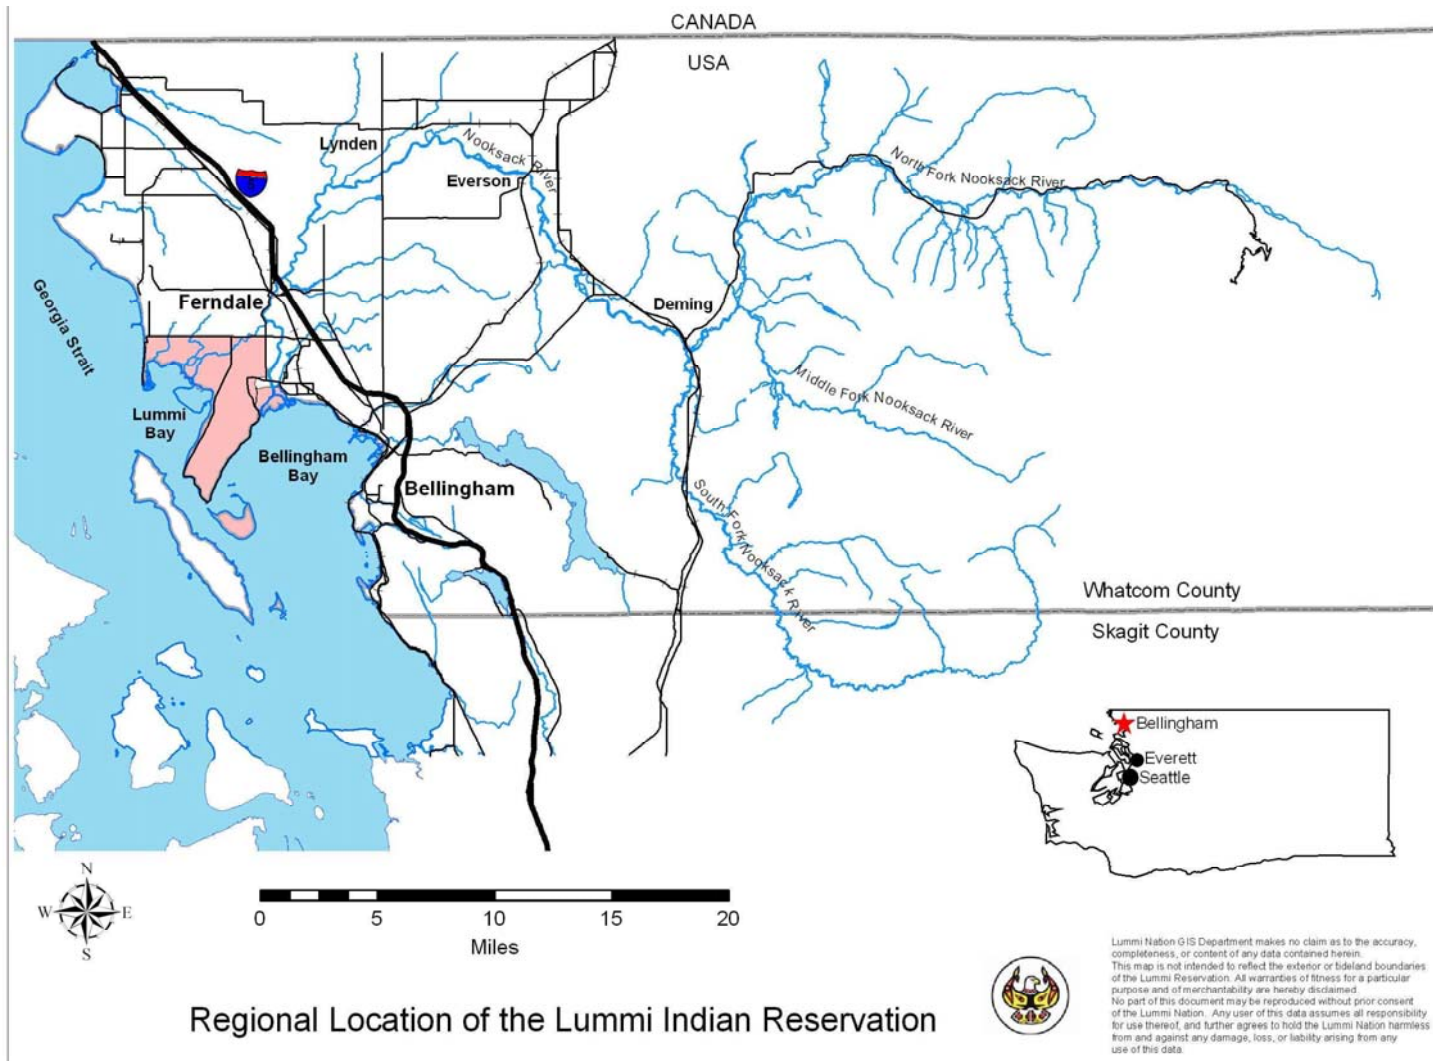 CANADA
USA
Lynden
Nooksack River
Everson
North Fork Nooksack River
5
Georgia Strait
Ferndale
Deming
Middle Fork Nooksack River
Lummi
Bay
Bellingham
Bay
Bellingham
South Fork Nooksack River
Whatcom County
Skagit County
Bellingham
Everett
Seattle
N
W E
S
0 5 10 15 20
Miles
Regional Location of the Lummi Indian Reservation
Lummi Nation GIS Department makes no claim as to the accuracy,
completeness, or content of any data contained herein.
This map is not intended to reflect the exterior or tideland boundaries
of the Lummi Reservation. All warranties of fitness for a particular
purpose and of merchantability are hereby disclaimed.
No part of this document may be reproduced without prior consent
of the Lummi Nation. Any user of this data assumes all responsibility
for use thereof, and further agrees to hold the Lummi Nation harmless
from and against any damage, loss, or liability arising from any
use of this data.